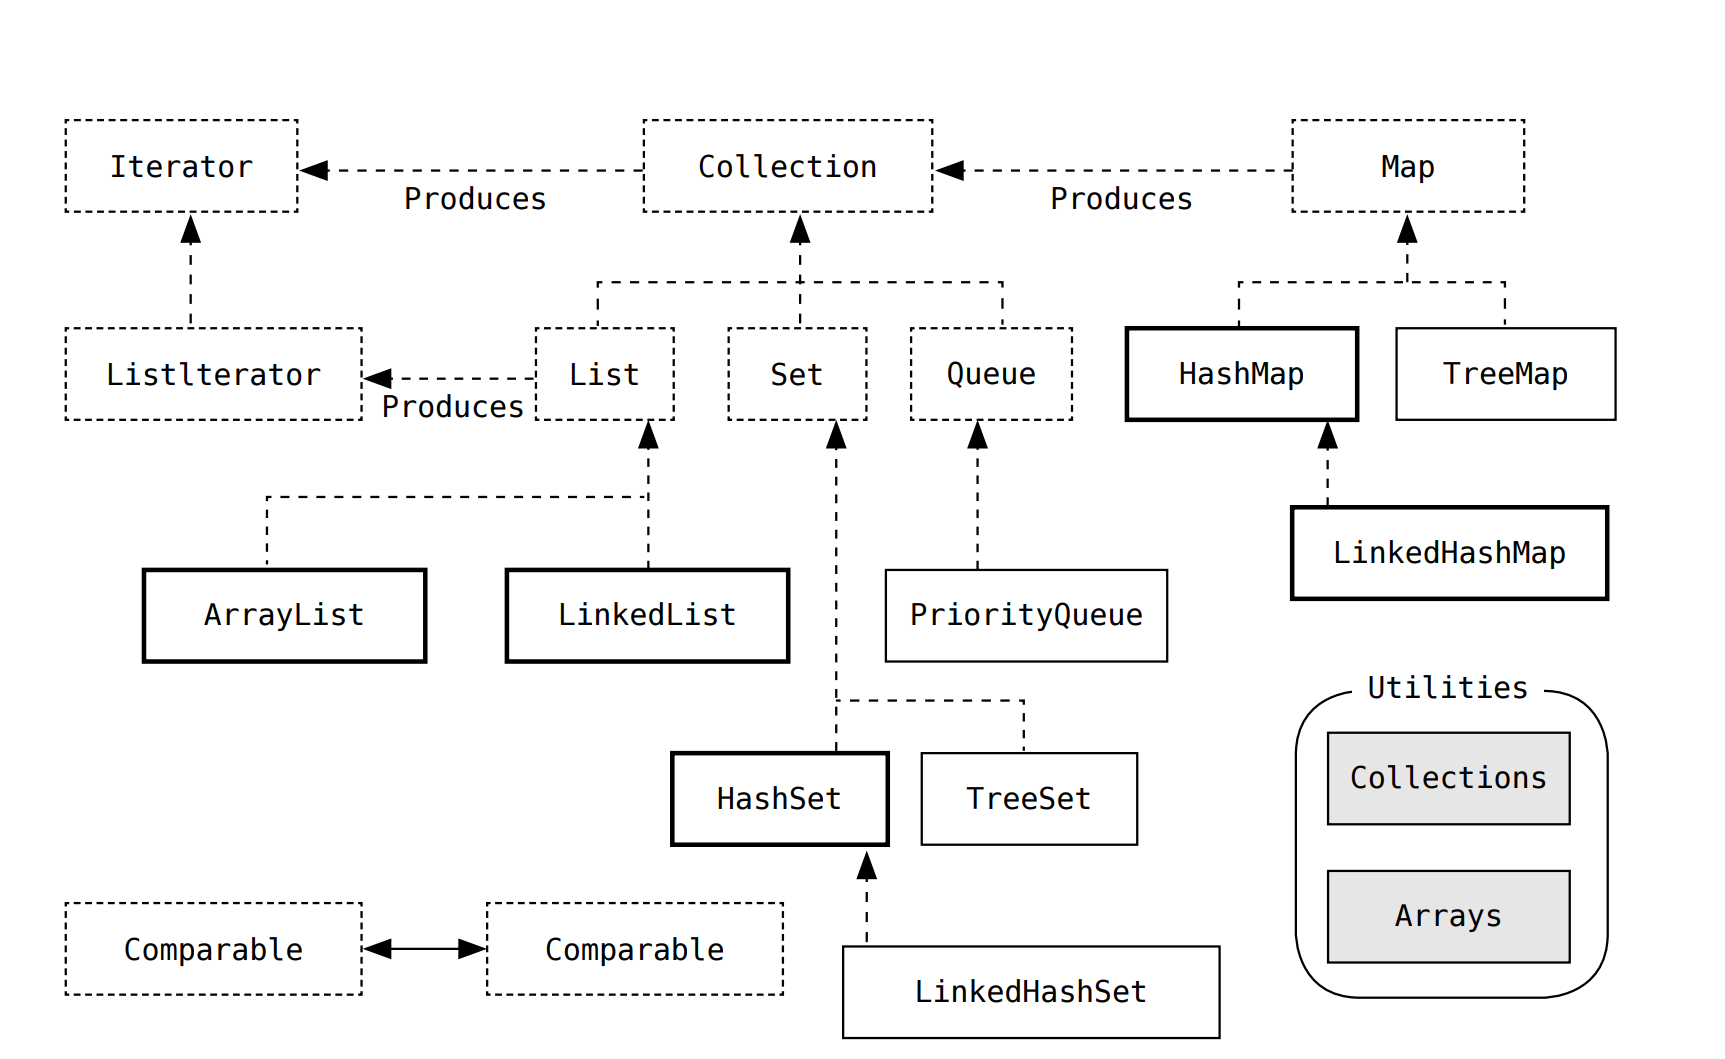 Iterator
Collection
Map
Produces
Produces
Listlterator
List
Set
Queue
HashMap
TreeMap
Produces
LinkedHashMap
ArrayList
LinkedList
PriorityQueue
Utilities
Collections
HashSet
TreeSet
Arrays
Comparable
Comparable
LinkedHashSet